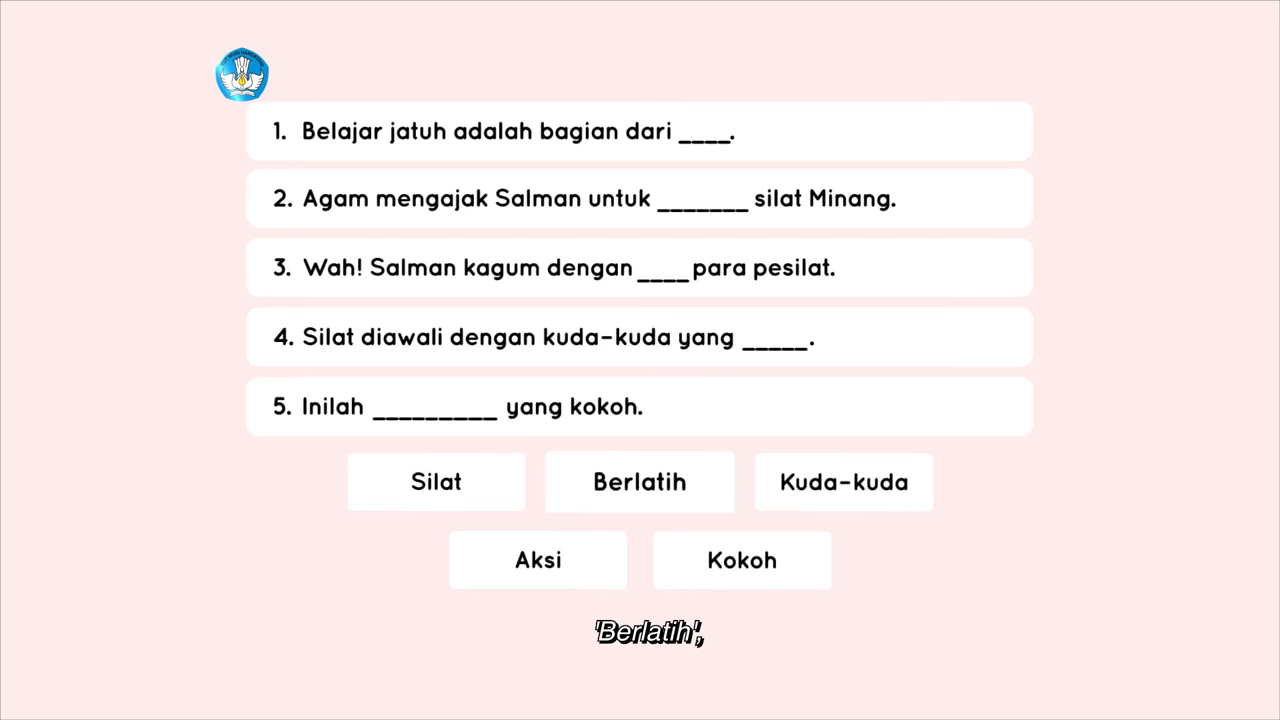 1. Belajar jatuh adalah bagian dari ____.
2. Agam mengajak Salman untuk _______ silat Minang.
3. Wah! Salman kagum dengan ____ para pesilat.
4. Silat diawali dengan kuda-kuda yang _____.
5. Inilah _________ yang kokoh.
Silat
Berlatih
Kuda-kuda
Aksi
Kokoh
'Berlatih',